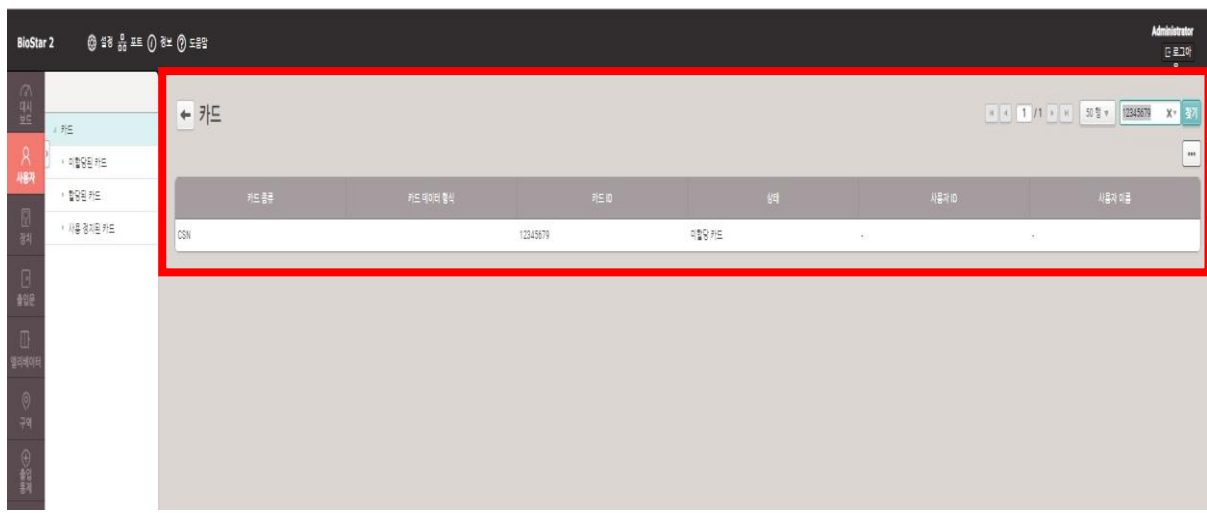 BioStar 2 설정 포트 정보 도움말
Administrator
로그아
대시
보드
사용자
장치
출입문
엘리베이터
구역
출입
통제
카드
미할당된 카드
할당된 카드
사용 정지된 카드
카드
1 /1 50 행 12345679 찾기
카드 종류 카드 데이터 형식 카드 ID 상태 사용자 ID 사용자 이름
CSN 12345679 미할당 카드 - -